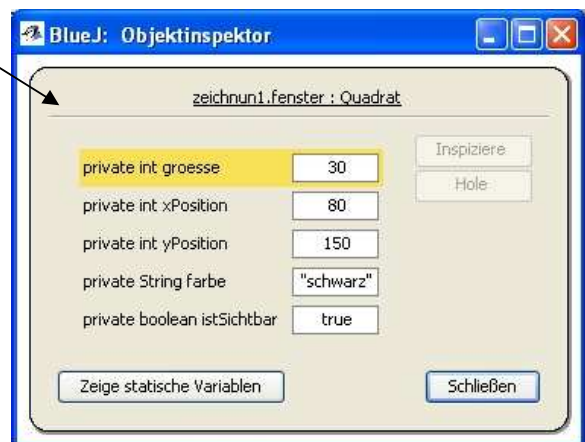 BlueJ: Objektinspektor
zeichnun1.fenster : Quadrat
private int groesse 30
private int xPosition 80
private int yPosition 150
private String farbe "schwarz"
private boolean istSichtbar true
Inspiziere
Hole
Zeige statische Variablen
Schließen